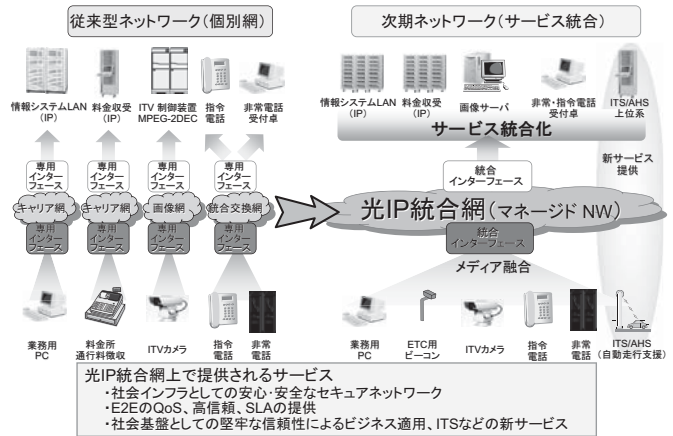 従来型ネットワーク(個別網)
次期ネットワーク(サービス統合)
情報システムLAN
(IP)
料金収受
(IP)
ITV 制御装置
MPEG-2DEC
指令
電話
非常電話
受付卓
専用
インター
フェース
専用
インター
フェース
専用
インター
フェース
専用
インター
フェース
キャリア網
キャリア網
画像網
統合交換網
専用
インター
フェース
専用
インター
フェース
専用
インター
フェース
専用
インター
フェース
業務用
PC
料金所
通行料徴収
ITVカメラ
指令
電話
非常
電話
情報システムLAN
(IP)
料金収受
(IP)
画像サーバ
非常・指令電話
受付卓
ITS/AHS
上位系
サービス統合化
新サービス
提供
統合
インターフェース
光IP統合網(マネージド NW)
統合
インターフェース
メディア融合
業務用
PC
ETC用
ビーコン
ITVカメラ
指令
電話
非常
電話
ITS/AHS
(自動走行支援)
光IP統合網上で提供されるサービス
・社会インフラとしての安心・安全なセキュアネットワーク
・E2EのQoS、高信頼、SLAの提供
・社会基盤としての堅牢な信頼性によるビジネス適用、ITSなどの新サービス